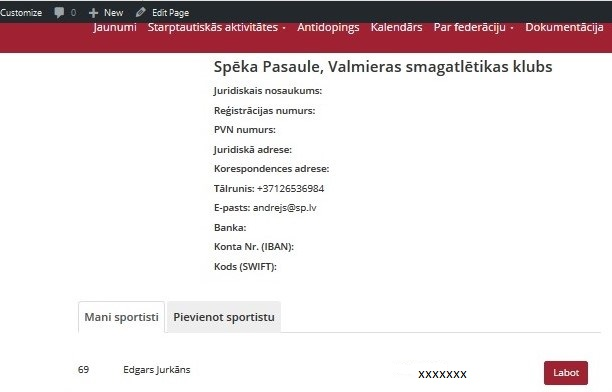 Customize 0 New Edit Page
Jaunumi Starptautiskās aktivitātes Antidopings Kalendārs Par federāciju Dokumentācija
Spēka Pasaule, Valmieras smagatlētikas klubs
Juridiskais nosaukums:
Reģistrācijas numurs:
PVN numurs:
Juridiskā adrese:
Korespondences adrese:
Tālrunis: +37126536984
E-pasts: andrejs@sp.lv
Banka:
Konta Nr. (IBAN):
Kods (SWIFT):
Mani sportisti Pievienot sportistu
69 Edgars Jurkāns xxxxxxx Labot